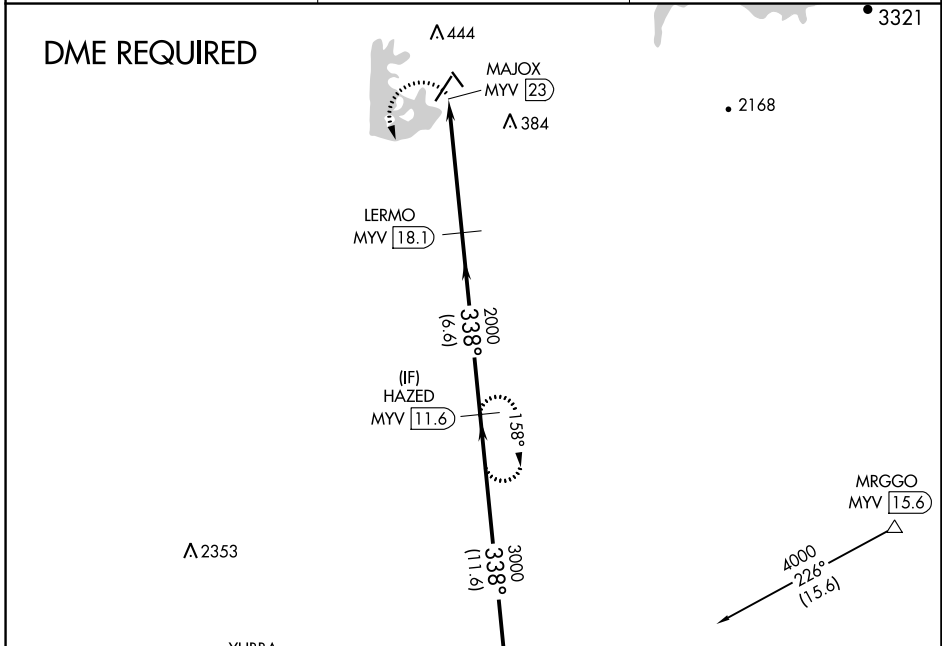 3321
DME REQUIRED
444
MAJOX
MYV 23
2168
384
LERMO
MYV 18.1
2000
338°
(6.6)
(IF)
HAZED
MYV 11.6
158°
MRGGO
MYV 15.6
2353
3000
338°
(11.6)
4000
226°
(15.6)